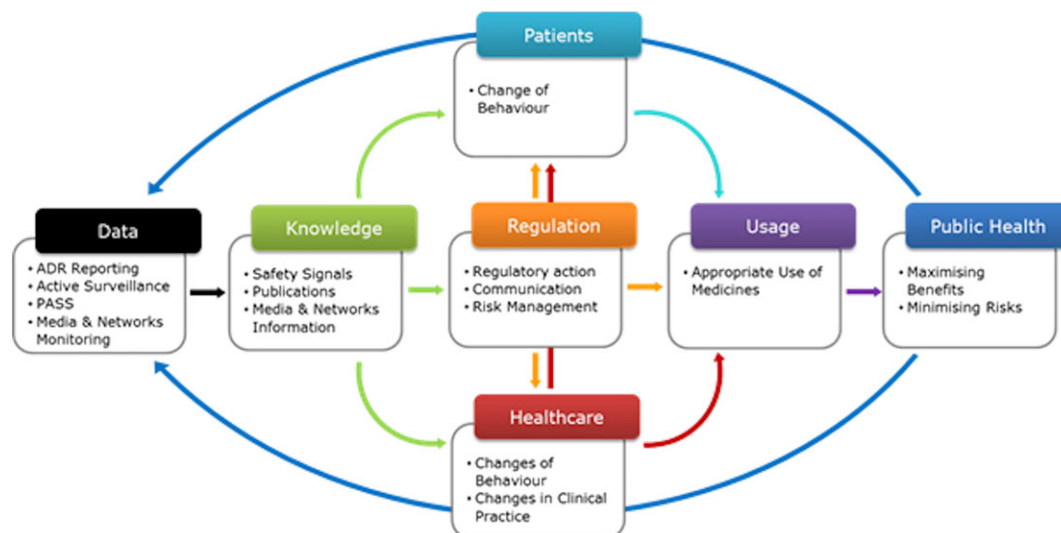 Patients
• Change of
Behaviour
Data
• ADR Reporting
• Active Surveillance
• PASS
• Media & Networks
Monitoring
Knowledge
• Safety Signals
• Publications
• Media & Networks
Information
Regulation
• Regulatory action
• Communication
• Risk Management
Usage
• Appropriate Use of
Medicines
Public Health
• Maximising
Benefits
• Minimising Risks
Healthcare
• Changes of
Behaviour
• Changes in Clinical
Practice